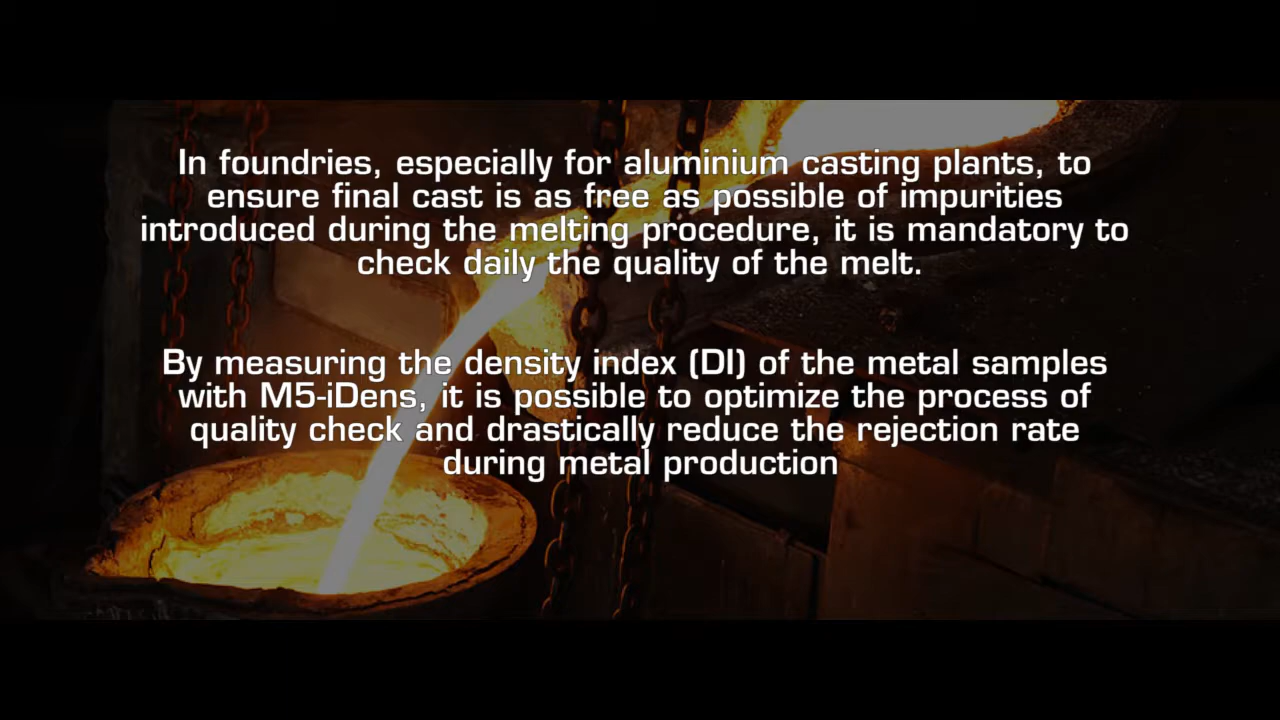 In foundries, especially for aluminium casting plants, to
ensure final cast is as free as possible of impurities
introduced during the melting procedure, it is mandatory to
check daily the quality of the melt.
By measuring the density index (DI) of the metal samples
with M5-iDens, it is possible to optimize the process of
quality check and drastically reduce the rejection rate
during metal production